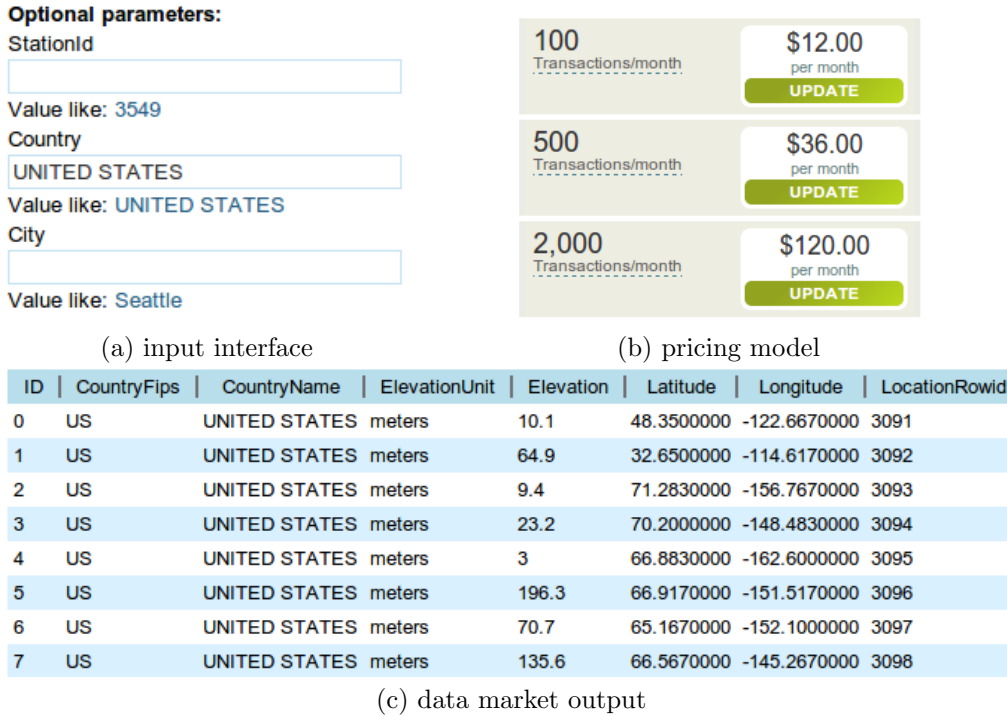 Optional parameters:
StationId
Value like: 3549
Country
UNITED STATES
Value like: UNITED STATES
City
Value like: Seattle
(a) input interface
100
Transactions/month
$12.00
per month
UPDATE
500
Transactions/month
$36.00
per month
UPDATE
2,000
Transactions/month
$120.00
per month
UPDATE
(b) pricing model
ID | CountryFips | CountryName | ElevationUnit | Elevation | Latitude | Longitude | LocationRowid
0 US UNITED STATES meters 10.1 48.3500000 -122.6670000 3091
1 US UNITED STATES meters 64.9 32.6500000 -114.6170000 3092
2 US UNITED STATES meters 9.4 71.2830000 -156.7670000 3093
3 US UNITED STATES meters 23.2 70.2000000 -148.4830000 3094
4 US UNITED STATES meters 3 66.8830000 -162.6000000 3095
5 US UNITED STATES meters 196.3 66.9170000 -151.5170000 3096
6 US UNITED STATES meters 70.7 65.1670000 -152.1000000 3097
7 US UNITED STATES meters 135.6 66.5670000 -145.2670000 3098
(c) data market output